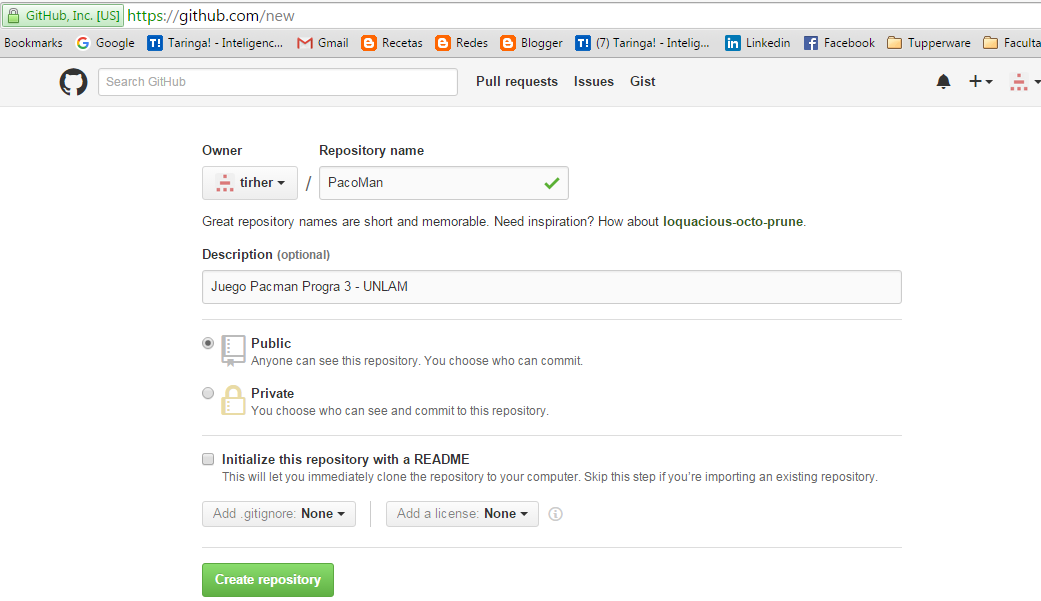 GitHub, Inc. [US] https://github.com/new
Bookmarks Google T! Taringa! - Inteligenc... Gmail Recetas Redes Blogger T! (7) Taringa! - Intelig... in Linkedin f Facebook Tupperware Faculta
Search GitHub Pull requests Issues Gist
Owner Repository name
tirher / PacoMan
Great repository names are short and memorable. Need inspiration? How about loquacious-octo-prune.
Description (optional)
Juego Pacman Progra 3 - UNLAM
Public
Anyone can see this repository. You choose who can commit.
Private
You choose who can see and commit to this repository.
Initialize this repository with a README
This will let you immediately clone the repository to your computer. Skip this step if you're importing an existing repository.
Add .gitignore: None Add a license: None
Create repository